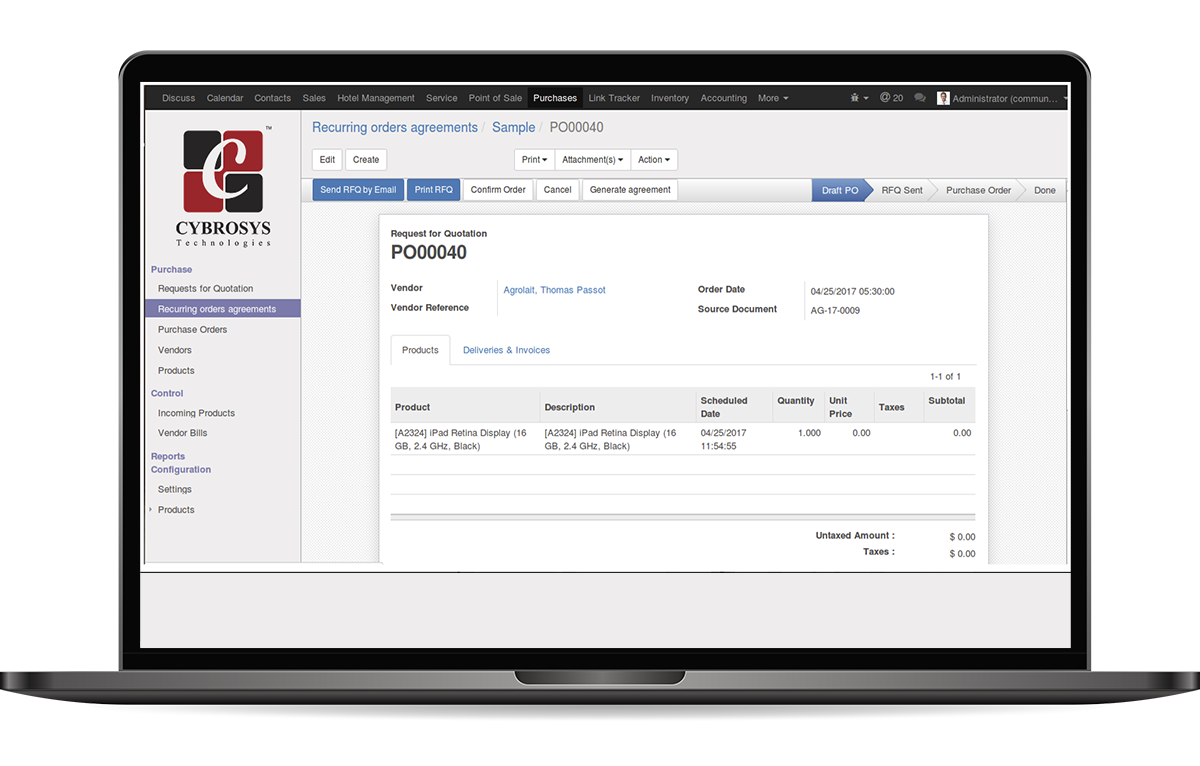 Discuss Calendar Contacts Sales Hotel Management Service Point of Sale Purchases Link Tracker Inventory Accounting More @ 20 Administrator (commun...
Recurring orders agreements / Sample / PO00040
Edit Create Print Attachment(s) Action
Send RFQ by Email Print RFQ Confirm Order Cancel Generate agreement Draft PO RFQ Sent Purchase Order Done
C
TM
CYBROSYS
Technologies
Purchase
Requests for Quotation
Recurring orders agreements
Purchase Orders
Vendors
Products
Control
Incoming Products
Vendor Bills
Reports
Configuration
Settings
Products
Request for Quotation
PO00040
Vendor Agrolait, Thomas Passot Order Date 04/25/2017 05:30:00
Vendor Reference Source Document AG-17-0009
Products Deliveries & Invoices
1-1 of 1
Product Description Scheduled Date Quantity Unit Price Taxes Subtotal
[A2324] iPad Retina Display (16 [A2324] iPad Retina Display (16 04/25/2017 1.000 0.00 0.00
GB, 2.4 GHz, Black) GB, 2.4 GHz, Black) 11:54:55
Untaxed Amount : $ 0.00
Taxes : $ 0.00